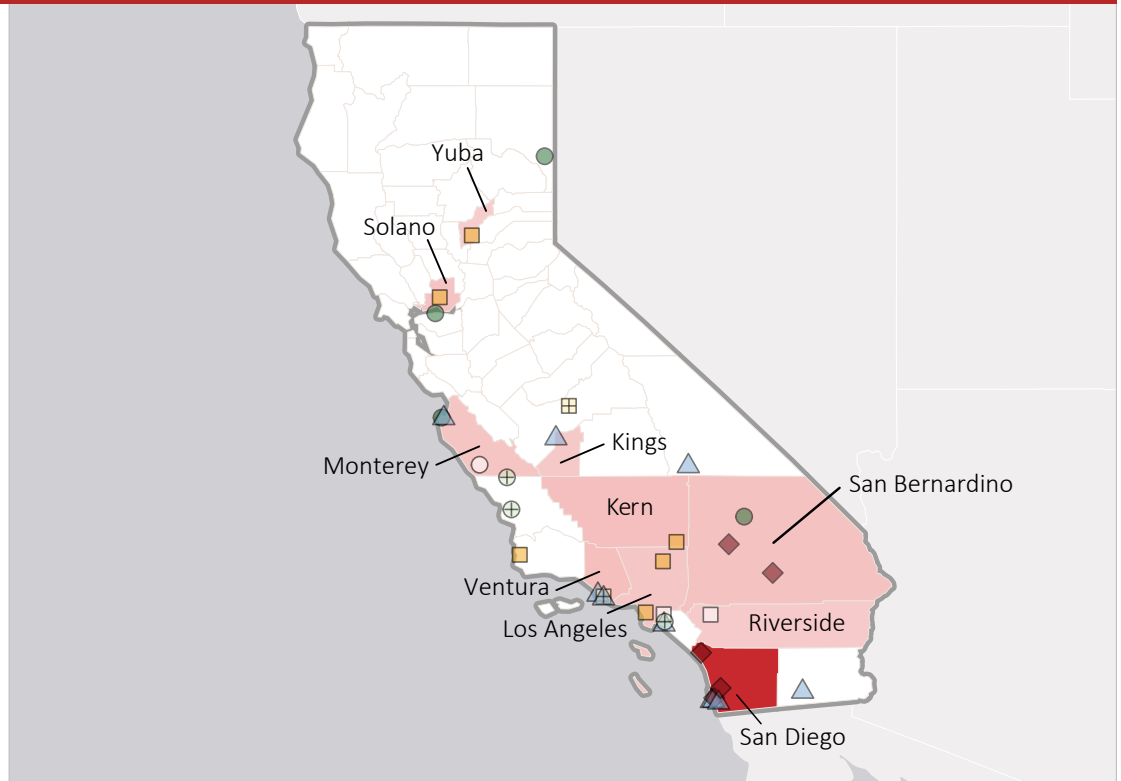 Yuba
Solano
Monterey
Kings
San Bernardino
Kern
Ventura
Los Angeles
Riverside
San Diego